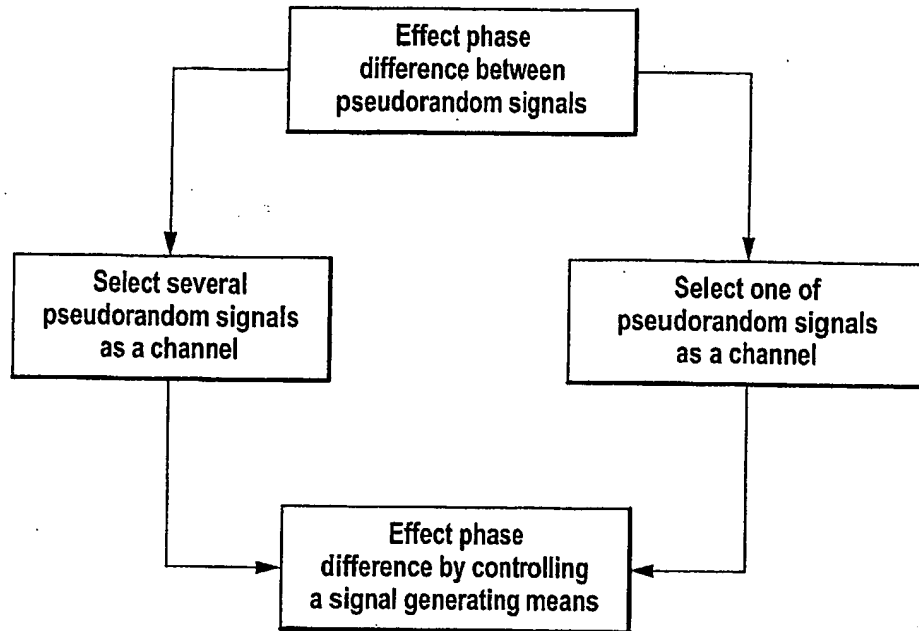 Effect phase
difference between
pseudorandom signals
Select several
pseudorandom signals
as a channel
Select one of
pseudorandom signals
as a channel
Effect phase
difference by controlling
a signal generating means